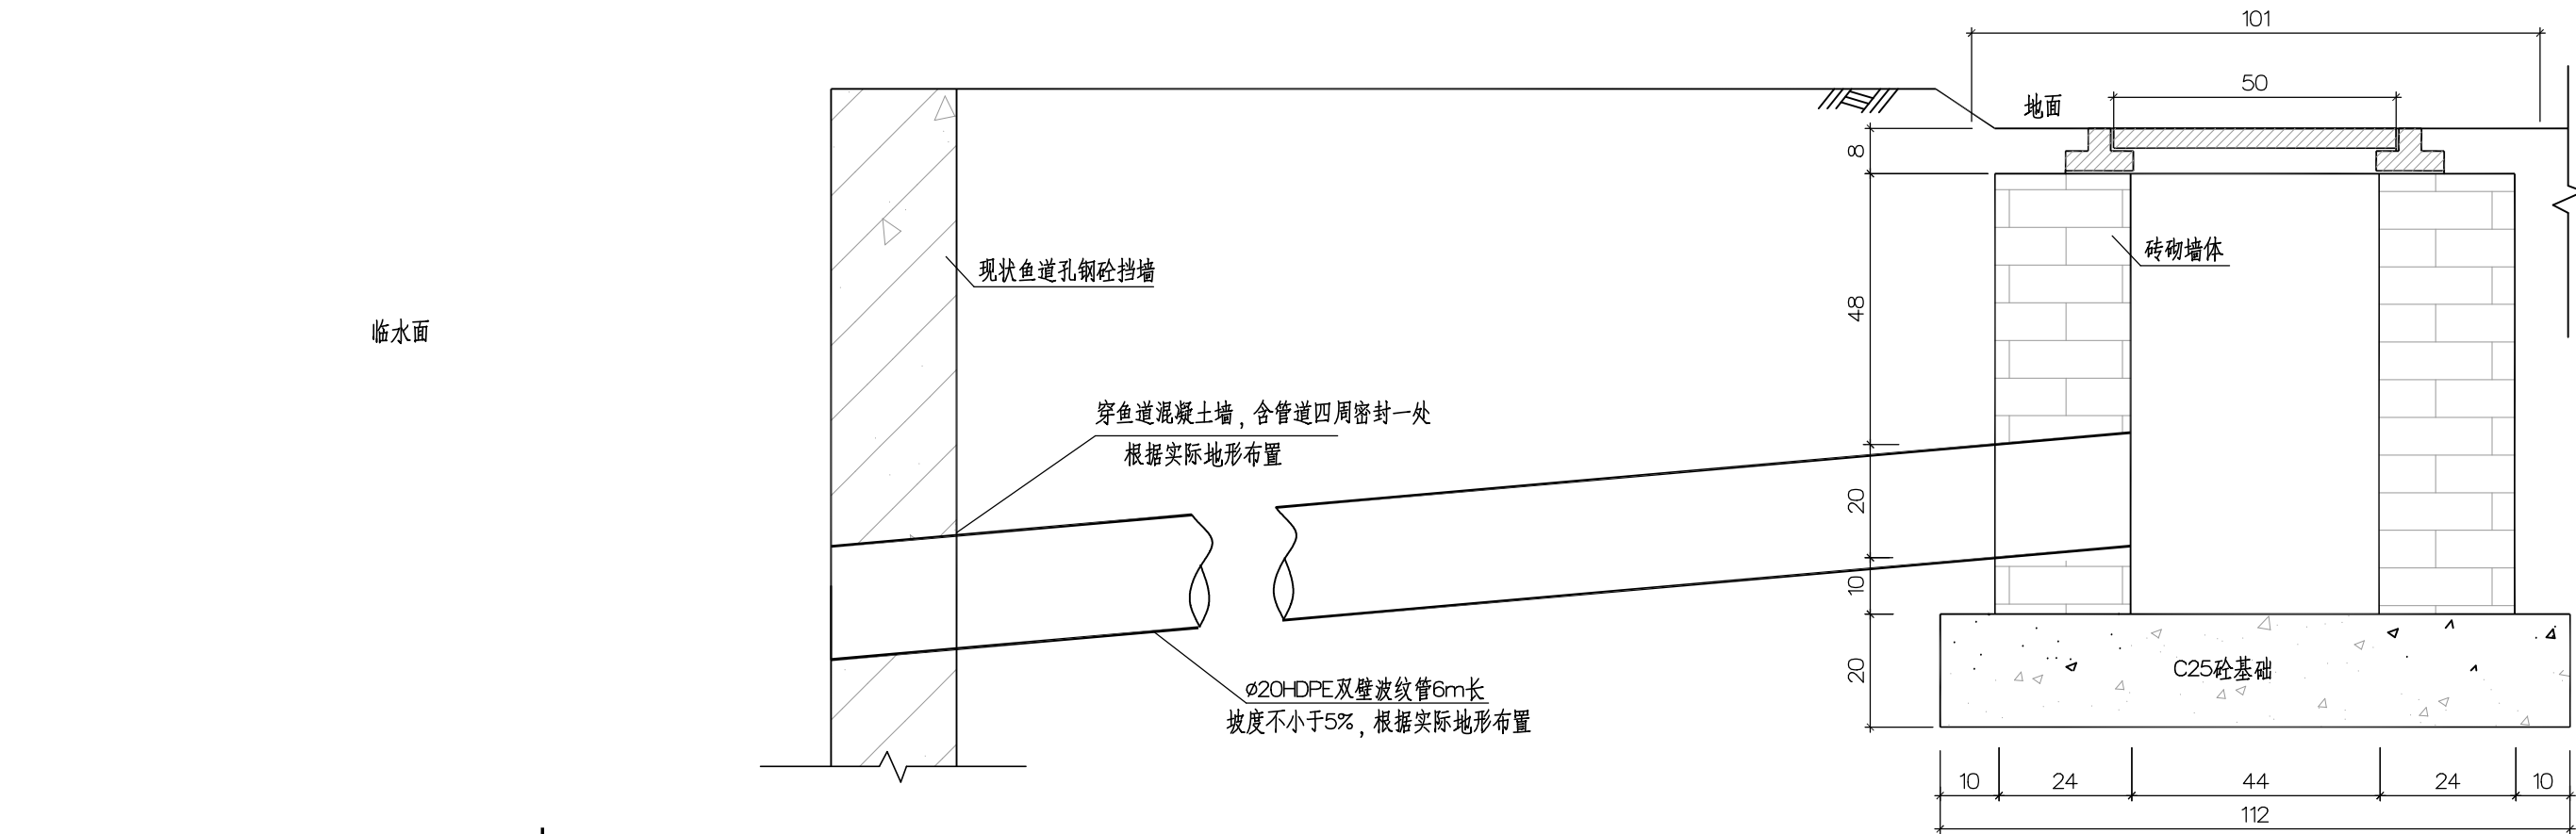 101
50
地面
8
砖砌墙体
现状鱼道孔钢砼挡墙
48
临水面
穿鱼道混凝土墙，含管道四周密封一处
根据实际地形布置
20
10
C25砼基础
20
ø20HDPE双壁波纹管6m长
坡度不小于5%，根据实际地形布置
10 24 44 24 10
112